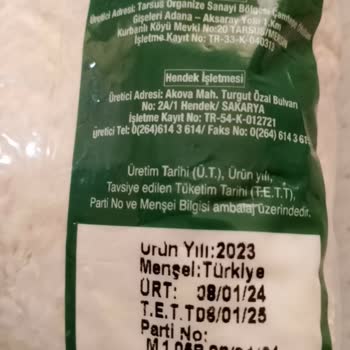 Üretici Adresi: Tarsus Organize Sanayi Bölgesi
Gişeleri Adana - Aksaray Yolu 1.Km
Kurbanlı Köyü Mevki No:20 TARSUS/MERSİN
İşletme Kayıt No: TR-33-K-04031)
Hendek İşletmesi
Üretici Adresi: Akova Mah. Turgut Özal Bulvarı
No: 2A/1 Hendek/ SAKARYA
İşletme Kayıt No: TR-54-K-012721
Üretici Tel: 0(264)614 3 614/ Faks No: 0(264) 614 3 61
Üretim Tarihi (Ü.T.), Ürün yılı,
Tavsiye edilen Tüketim Tarihi (T.E.T.T),
Parti No ve Menşei Bilgisi ambalaj üzerindedir.
Ürün Yılı:2023
Menşei:Türkiye
ÜRT: 08/01/24
T.E.T.T:08/01/25
Parti No: